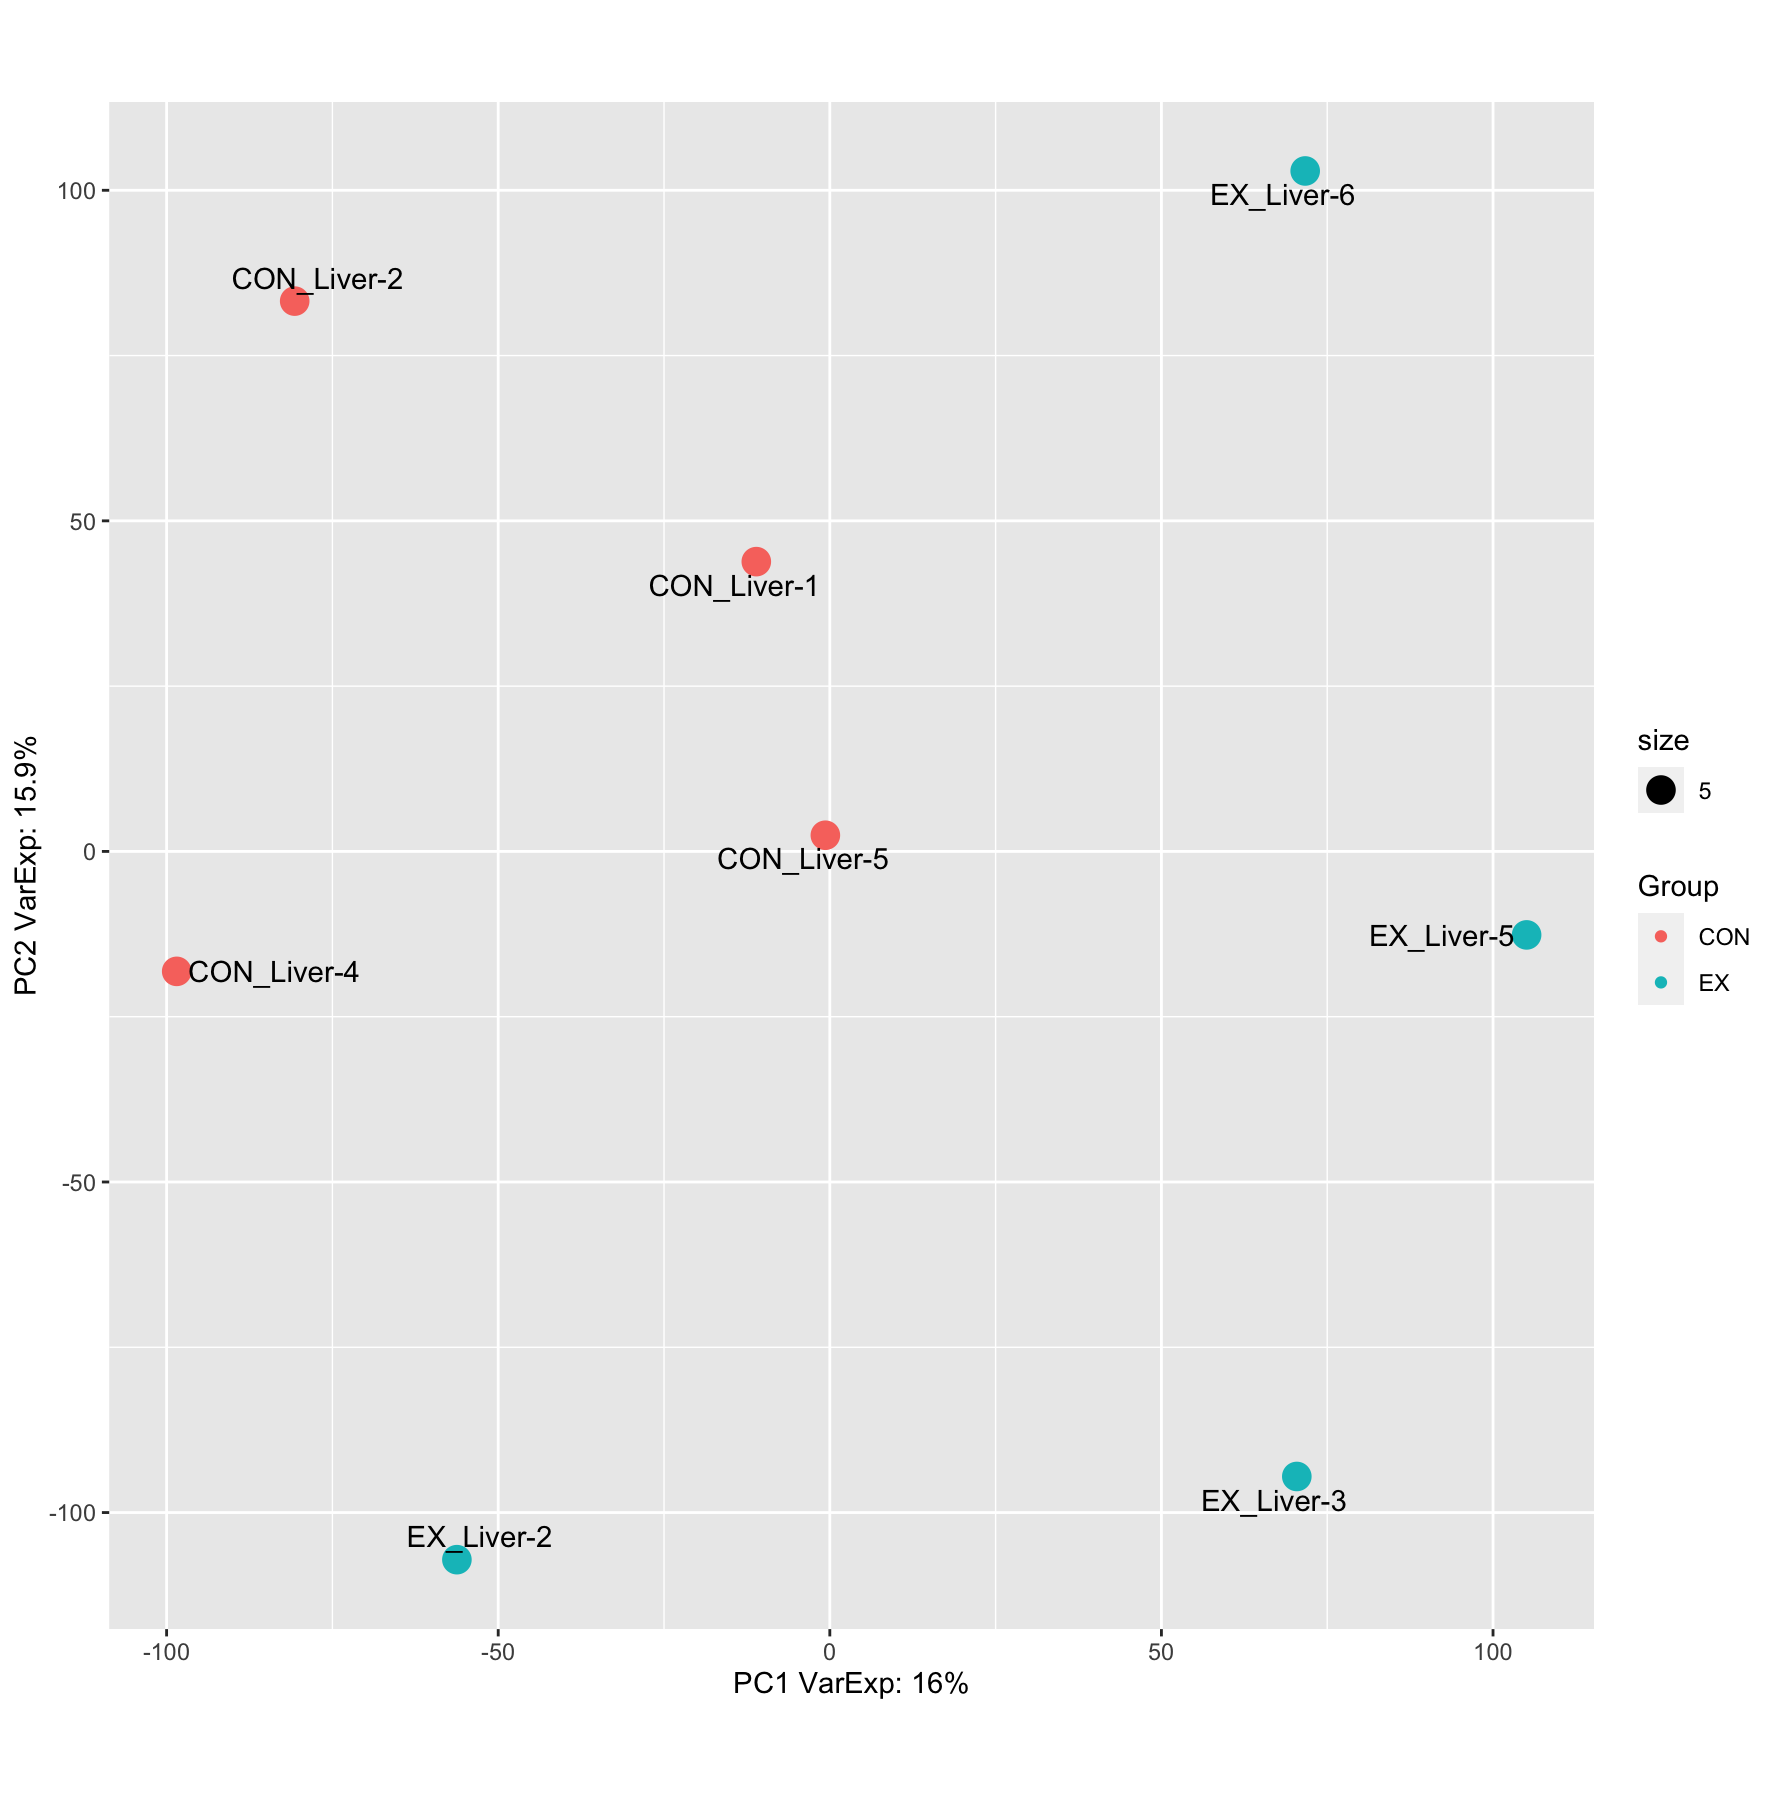 100
50
0
-50
-100
PC2 VarExp: 15.9%
EX_Liver-6
CON_Liver-2
CON_Liver-1
CON_Liver-5
EX_Liver-5
CON_Liver-4
EX_Liver-3
EX_Liver-2
-100
-50
0
50
100
PC1 VarExp: 16%
size
5
Group
CON
EX